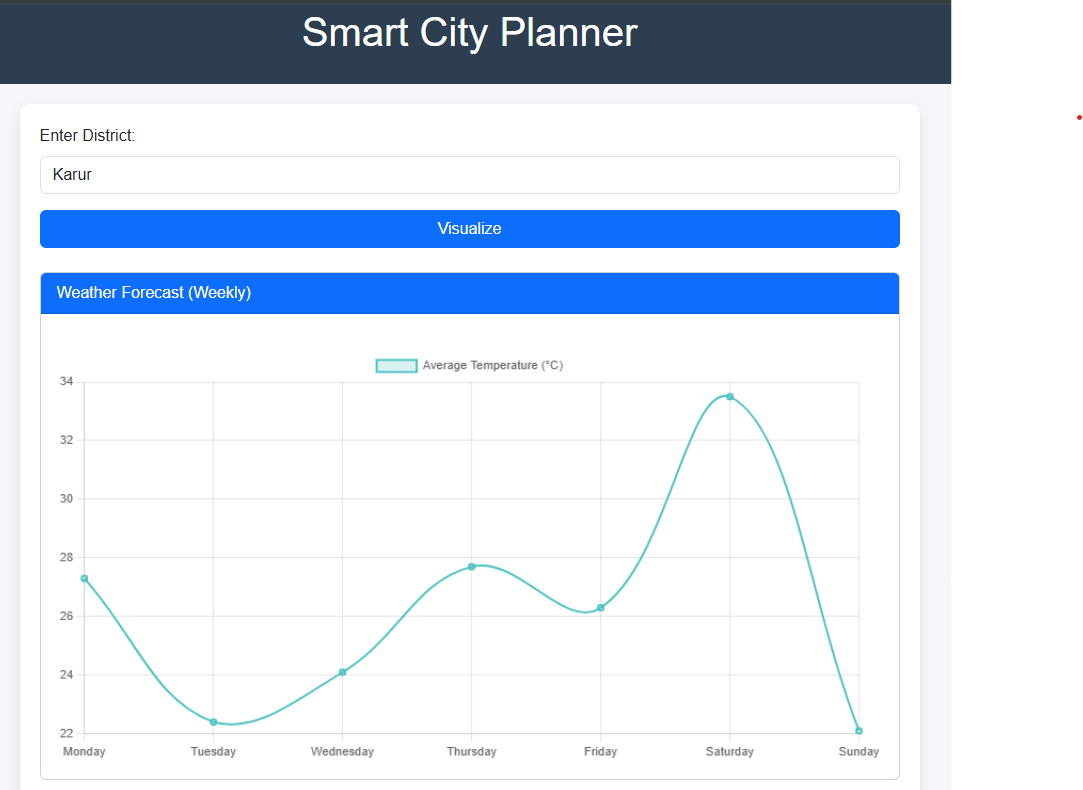 Smart City Planner
Enter District:
Karur
Visualize
Weather Forecast (Weekly)
Average Temperature (°C)
34
32
30
28
26
24
22
Monday Tuesday Wednesday Thursday Friday Saturday Sunday